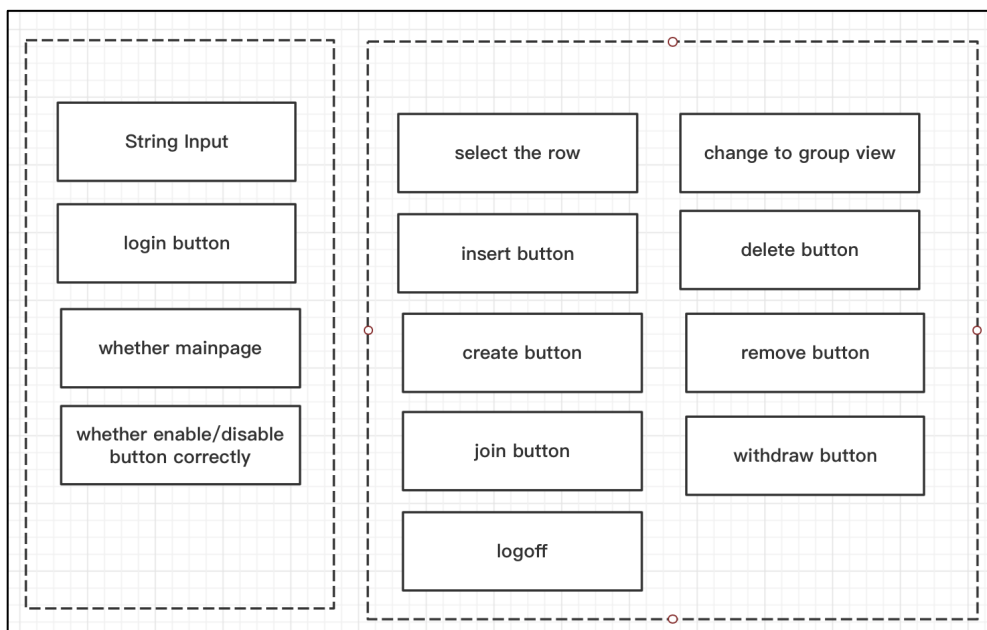 String Input
login button
whether mainpage
whether enable/disable
button correctly
select the row
change to group view
insert button
delete button
create button
remove button
join button
withdraw button
logoff